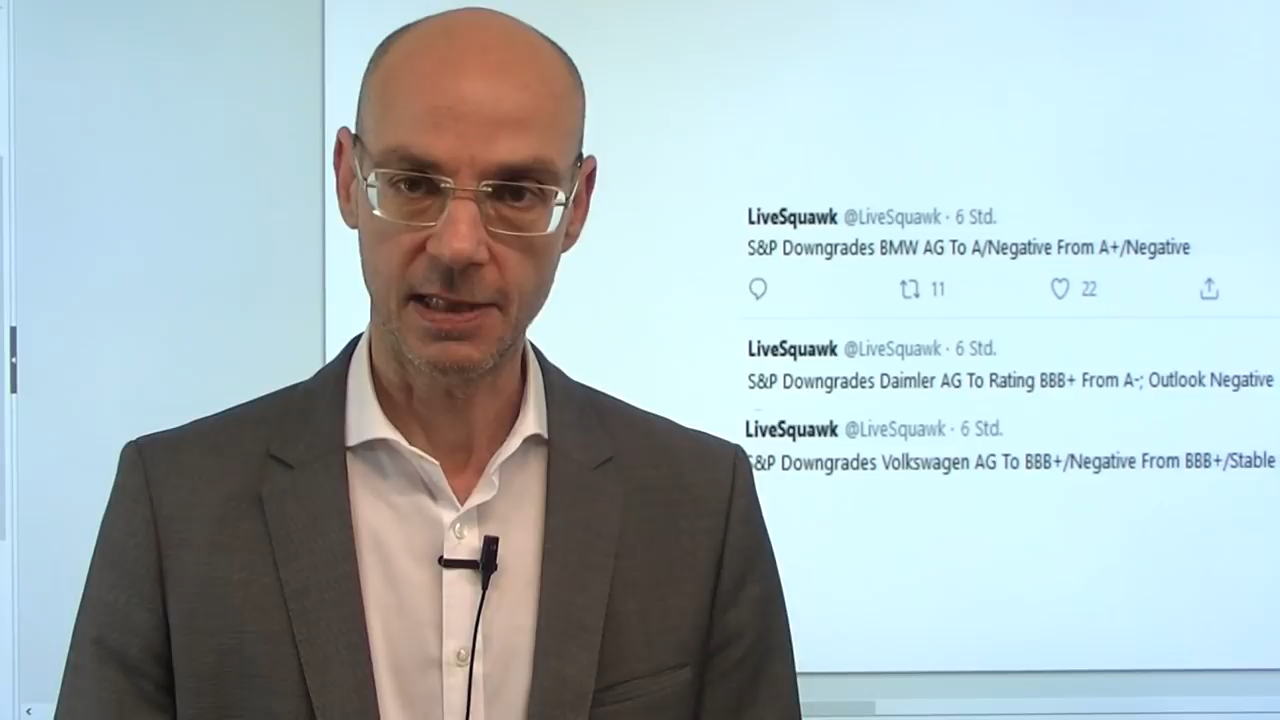 LiveSquawk @LiveSquawk · 6 Std.
S&P Downgrades BMW AG To A/Negative From A+/Negative
11 22
LiveSquawk @LiveSquawk · 6 Std.
S&P Downgrades Daimler AG To Rating BBB+ From A-; Outlook Negative
LiveSquawk @LiveSquawk · 6 Std.
S&P Downgrades Volkswagen AG To BBB+/Negative From BBB+/Stable